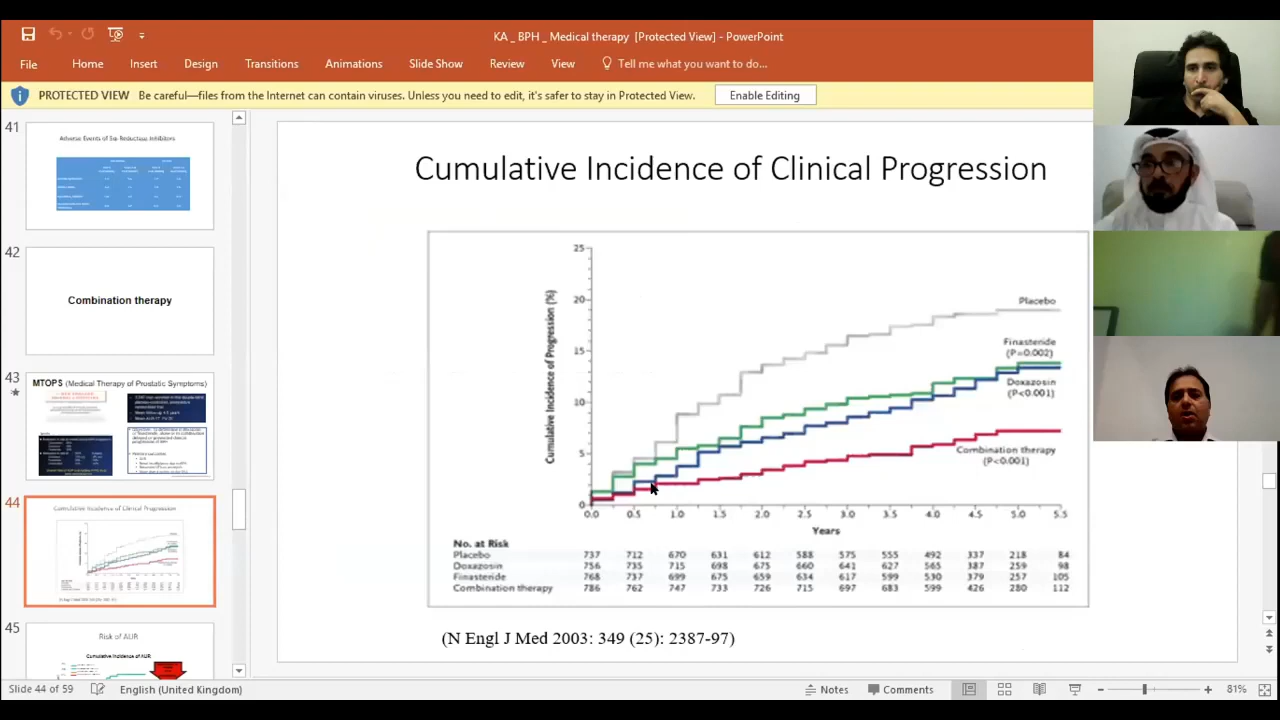 KA _ BPH _ Medical therapy [Protected View] - PowerPoint
File Home Insert Design Transitions Animations Slide Show Review View Tell me what you want to do...
PROTECTED VIEW Be careful—files from the Internet can contain viruses. Unless you need to edit, it's safer to stay in Protected View. Enable Editing
41
Adverse Events of 5α Reductase Inhibitors
42
Combination therapy
43
MTOPS (Medical Therapy of Prostatic Symptoms)
44
Cumulative Incidence of Clinical Progression
45
Risk of AUR
Cumulative Incidence of AUR
Cumulative Incidence of Clinical Progression
Cumulative Incidence of Progression (%)
25
20
15
10
5
0
Placebo
Finasteride
(P=0.002)
Doxazosin
(P<0.001)
Combination therapy
(P<0.001)
0.0 0.5 1.0 1.5 2.0 2.5 3.0 3.5 4.0 4.5 5.0 5.5
Years
No. at Risk
Placebo 737 712 670 631 612 588 575 555 492 337 218 84
Doxazosin 756 735 715 698 675 660 641 627 565 387 259 98
Finasteride 768 737 699 675 659 634 617 599 530 379 257 105
Combination therapy 786 762 747 733 726 715 697 683 599 426 280 112
(N Engl J Med 2003: 349 (25): 2387-97)
Slide 44 of 59 English (United Kingdom) Notes Comments 81%